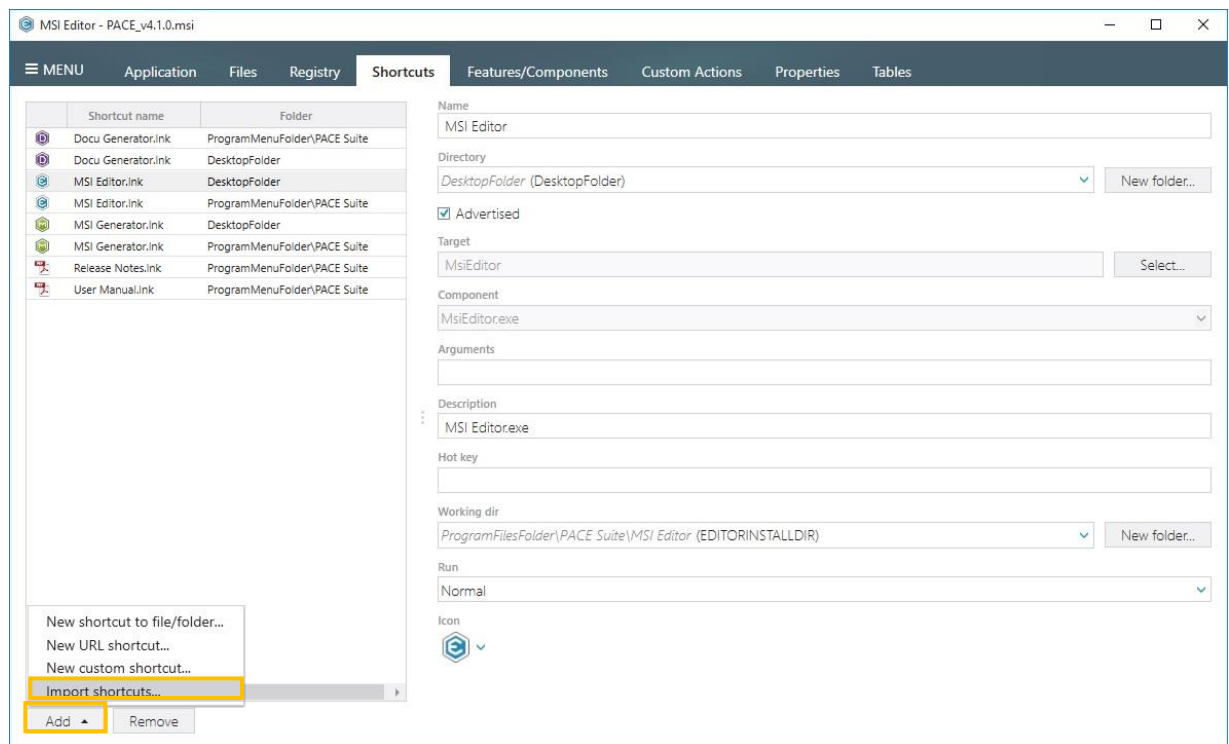 MSI Editor - PACE_v4.1.0.msi
MENU Application Files Registry Shortcuts Features/Components Custom Actions Properties Tables
Shortcut name Folder
Docu Generator.lnk ProgramMenuFolder\PACE Suite
Docu Generator.lnk DesktopFolder
MSI Editor.lnk DesktopFolder
MSI Editor.lnk ProgramMenuFolder\PACE Suite
MSI Generator.lnk DesktopFolder
MSI Generator.lnk ProgramMenuFolder\PACE Suite
Release Notes.lnk ProgramMenuFolder\PACE Suite
User Manual.lnk ProgramMenuFolder\PACE Suite
New shortcut to file/folder...
New URL shortcut...
New custom shortcut...
Import shortcuts...
Add Remove
Name
MSI Editor
Directory
DesktopFolder (DesktopFolder) New folder...
Advertised
Target
MsiEditor Select...
Component
MsiEditor.exe
Arguments
Description
MSI Editor.exe
Hot key
Working dir
ProgramFilesFolder\PACE Suite\MSI Editor (EDITORINSTALLDIR) New folder...
Run
Normal
Icon